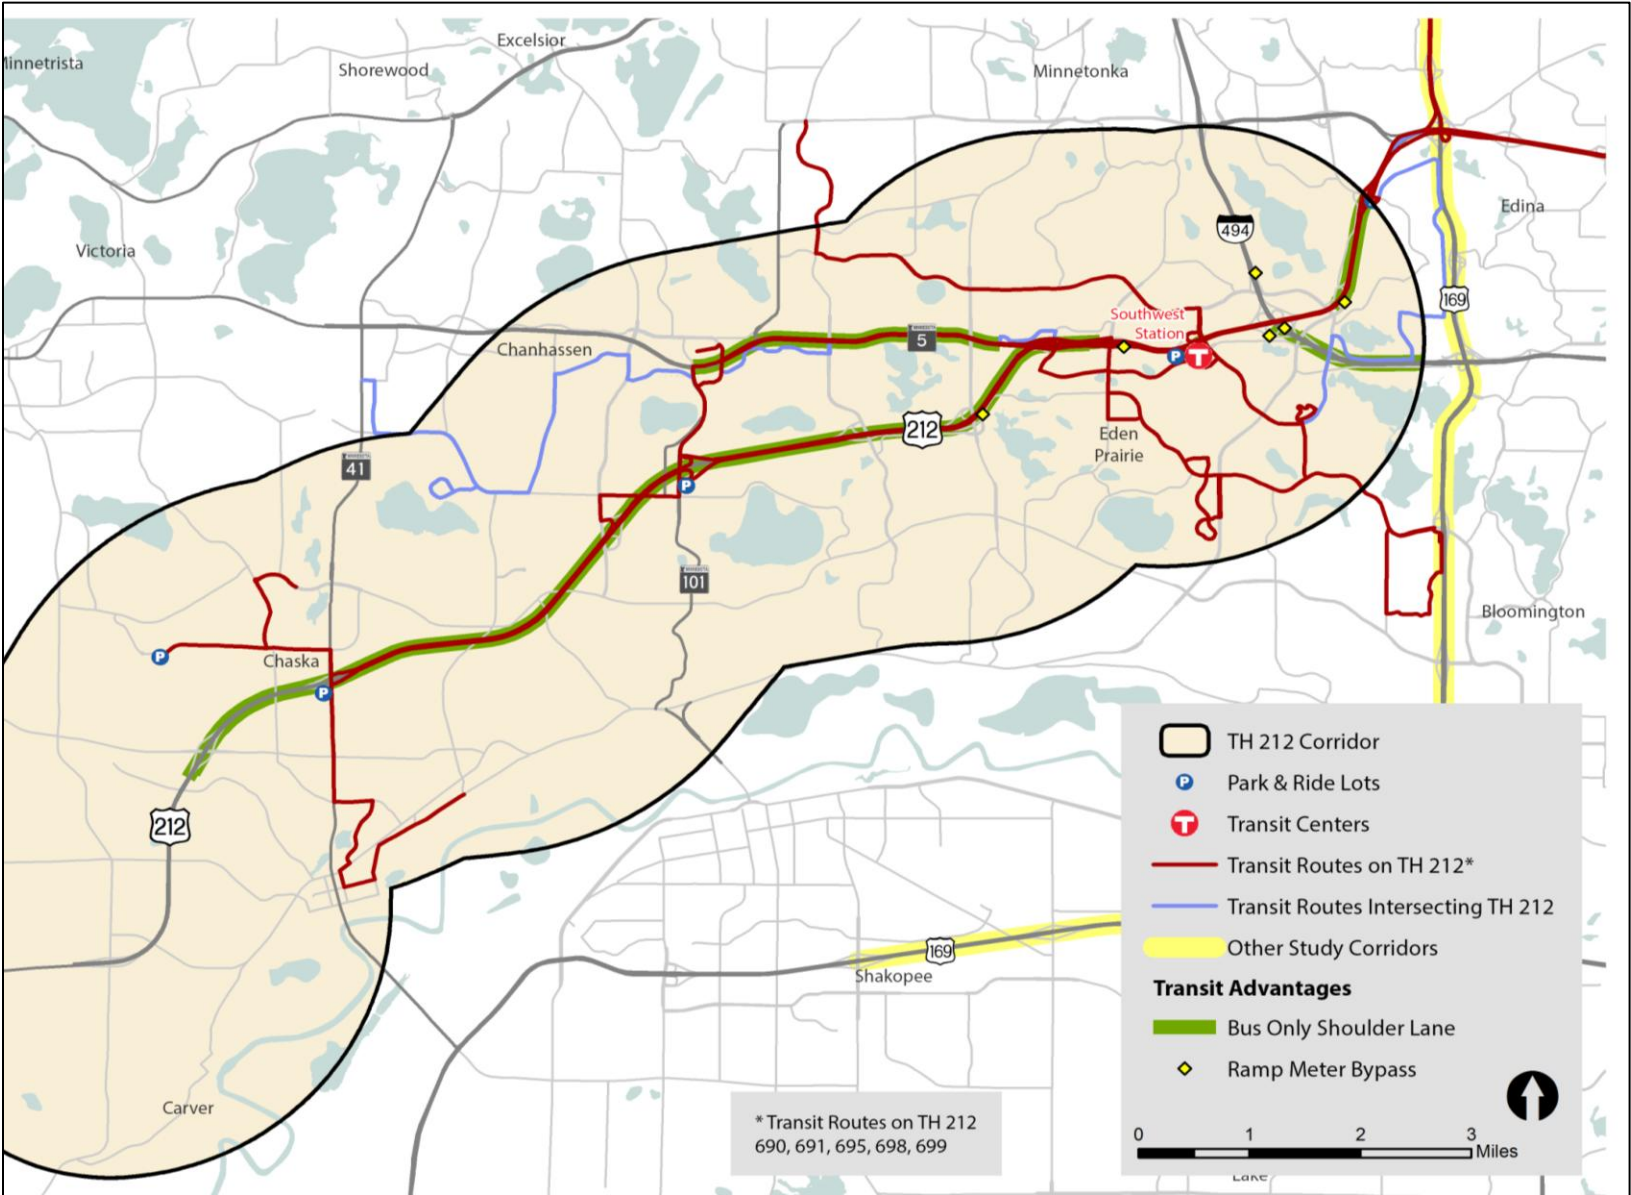 Excelsior
Minnetrista
Shorewood
Minnetonka
Edina
494
Victoria
169
Southwest
Station
5
Chanhassen
212
Eden
Prairie
41
101
Bloomington
Chaska
212
TH 212 Corridor
Park & Ride Lots
Transit Centers
Transit Routes on TH 212*
Transit Routes Intersecting TH 212
Other Study Corridors
Transit Advantages
Bus Only Shoulder Lane
Ramp Meter Bypass
0 1 2 3
Miles
169
Shakopee
Carver
* Transit Routes on TH 212
690, 691, 695, 698, 699
Lake
P
P
P
P
T
P
T